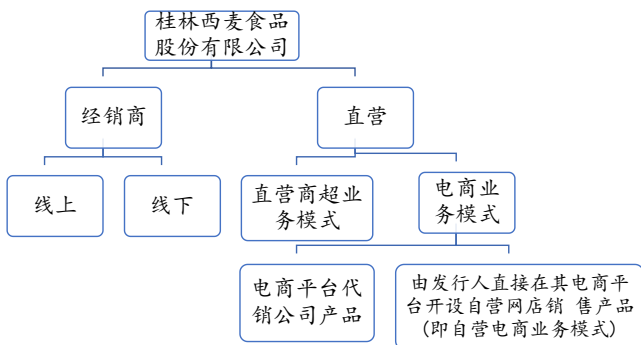 桂林西麦食品
股份有限公司
经销商
直营
线上
线下
直营商超业
务模式
电商业
务模式
电商平台代
销公司产品
由发行人直接在其电商平
台开设自营网店销 售产品
(即自营电商业务模式)